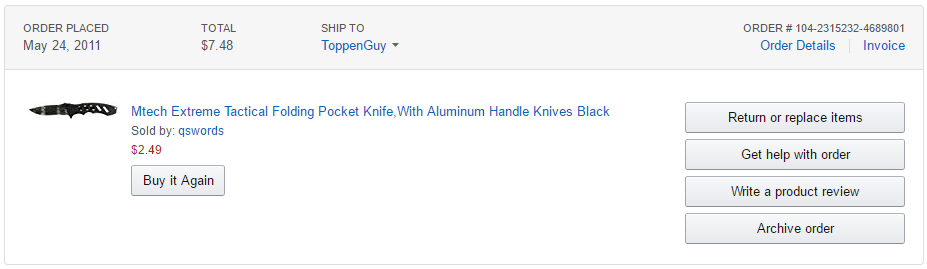 ORDER PLACED TOTAL SHIP TO ORDER # 104-2315232-4689801
May 24, 2011 $7.48 ToppenGuy Order Details Invoice
Mtech Extreme Tactical Folding Pocket Knife,With Aluminum Handle Knives Black
Sold by: qswords
$2.49
Buy it Again
Return or replace items
Get help with order
Write a product review
Archive order